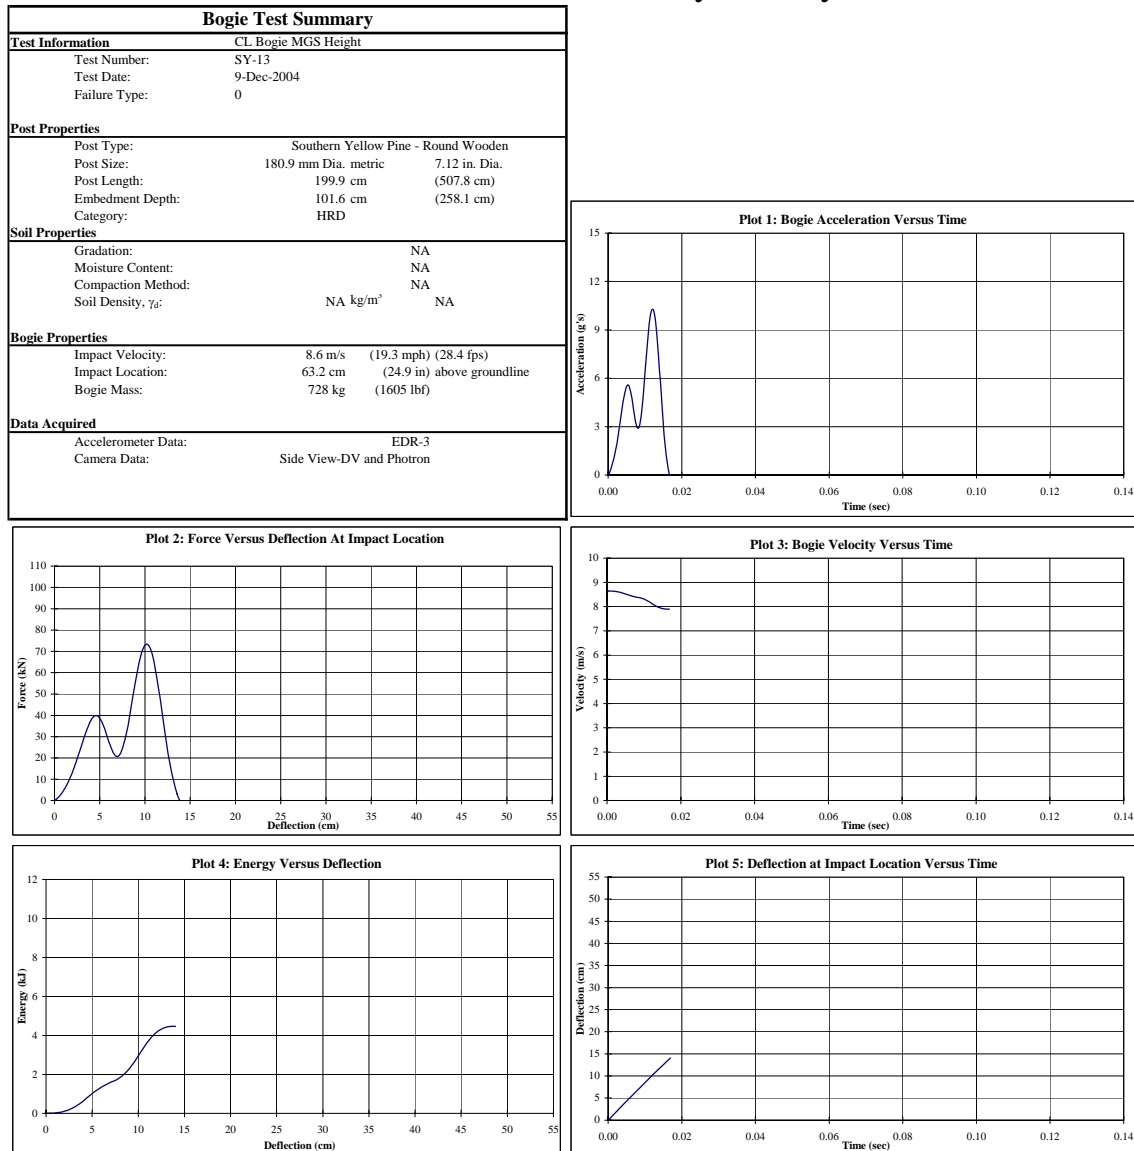 Bogie Test Summary
Test Information CL Bogie MGS Height
Test Number: SY-13
Test Date: 9-Dec-2004
Failure Type: 0
Post Properties
Post Type: Southern Yellow Pine - Round Wooden
Post Size: 180.9 mm Dia. metric 7.12 in. Dia.
Post Length: 199.9 cm (507.8 cm)
Embedment Depth: 101.6 cm (258.1 cm)
Category: HRD
Soil Properties
Gradation: NA
Moisture Content: NA
Compaction Method: NA
Soil Density, γd: NA kg/m³ NA
Bogie Properties
Impact Velocity: 8.6 m/s (19.3 mph) (28.4 fps)
Impact Location: 63.2 cm (24.9 in) above groundline
Bogie Mass: 728 kg (1605 lbf)
Data Acquired
Accelerometer Data: EDR-3
Camera Data: Side View-DV and Photron
Plot 1: Bogie Acceleration Versus Time
15
12
9
6
3
0
Acceleration (g's)
0.00 0.02 0.04 0.06 0.08 0.10 0.12 0.14
Time (sec)
Plot 2: Force Versus Deflection At Impact Location
110
100
90
80
70
60
50
40
30
20
10
0
Force (kN)
0 5 10 15 20 25 30 35 40 45 50 55
Deflection (cm)
Plot 3: Bogie Velocity Versus Time
10
9
8
7
6
5
4
3
2
1
0
Velocity (m/s)
0.00 0.02 0.04 0.06 0.08 0.10 0.12 0.14
Time (sec)
Plot 4: Energy Versus Deflection
12
10
8
6
4
2
0
Energy (kJ)
0 5 10 15 20 25 30 35 40 45 50 55
Deflection (cm)
Plot 5: Deflection at Impact Location Versus Time
55
50
45
40
35
30
25
20
15
10
5
0
Deflection (cm)
0.00 0.02 0.04 0.06 0.08 0.10 0.12 0.14
Time (sec)